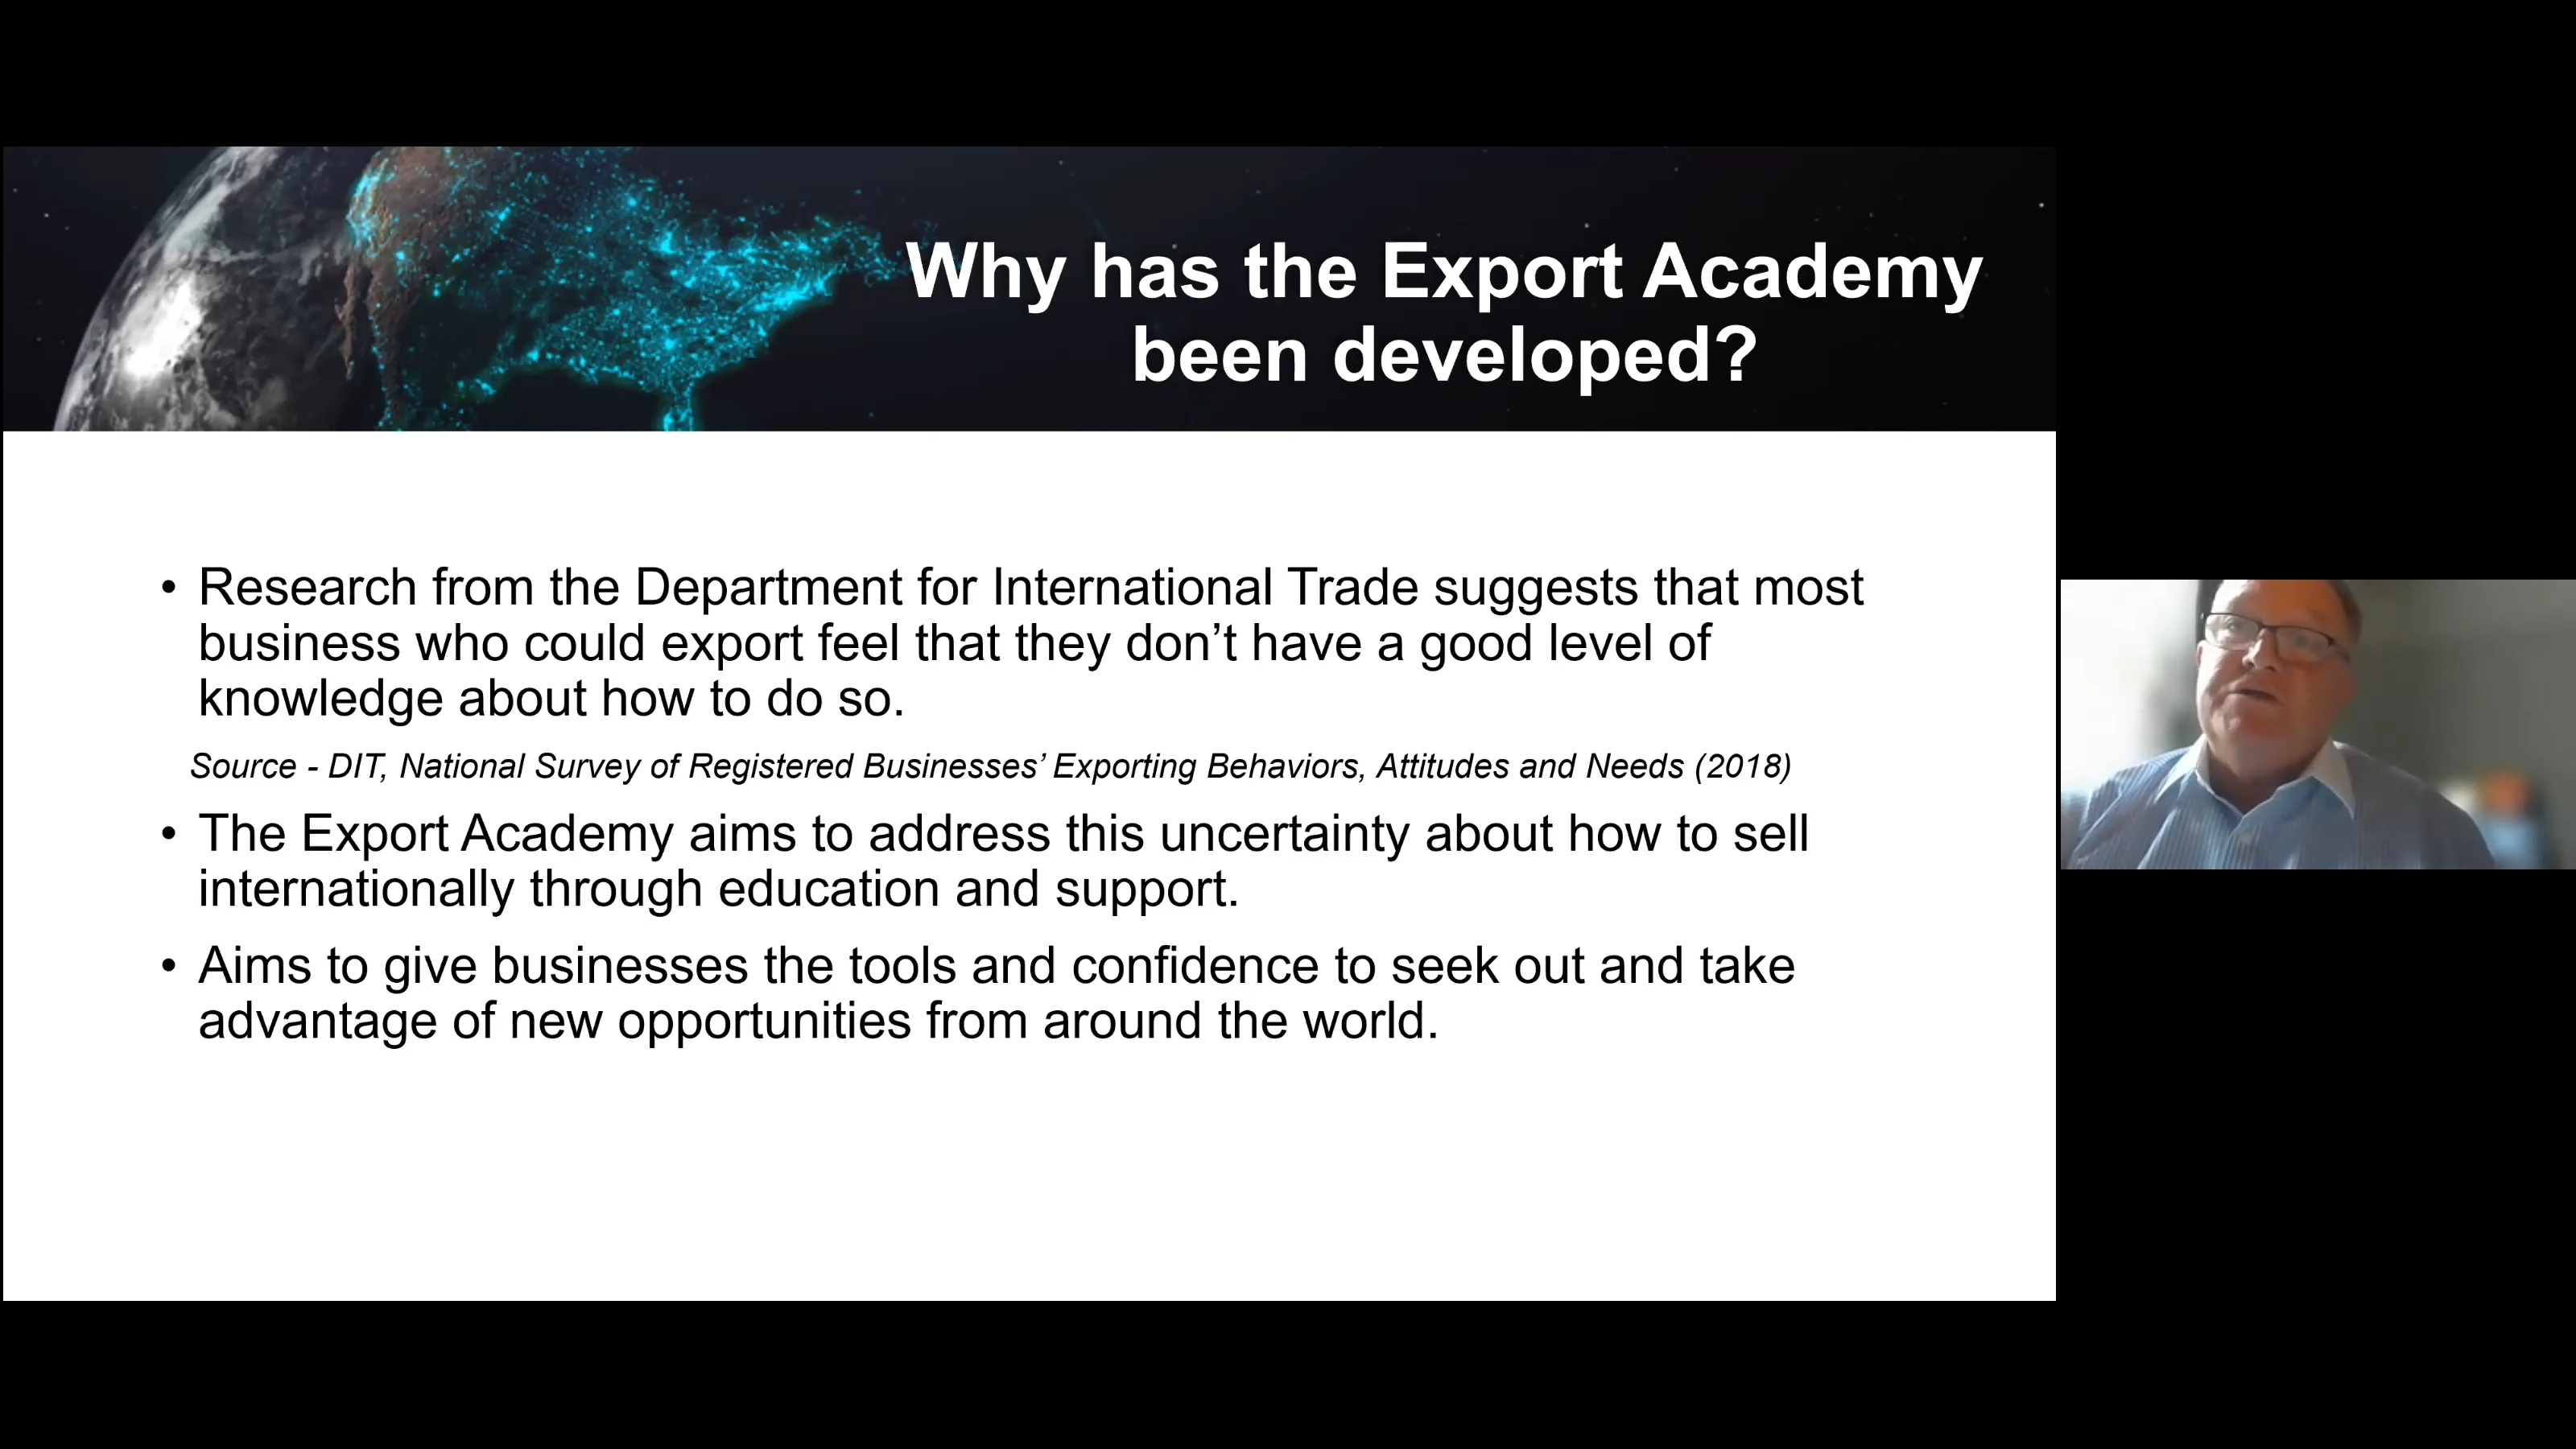 Why has the Export Academy
been developed?
• Research from the Department for International Trade suggests that most
business who could export feel that they don’t have a good level of
knowledge about how to do so.
Source - DIT, National Survey of Registered Businesses’ Exporting Behaviors, Attitudes and Needs (2018)
• The Export Academy aims to address this uncertainty about how to sell
internationally through education and support.
• Aims to give businesses the tools and confidence to seek out and take
advantage of new opportunities from around the world.